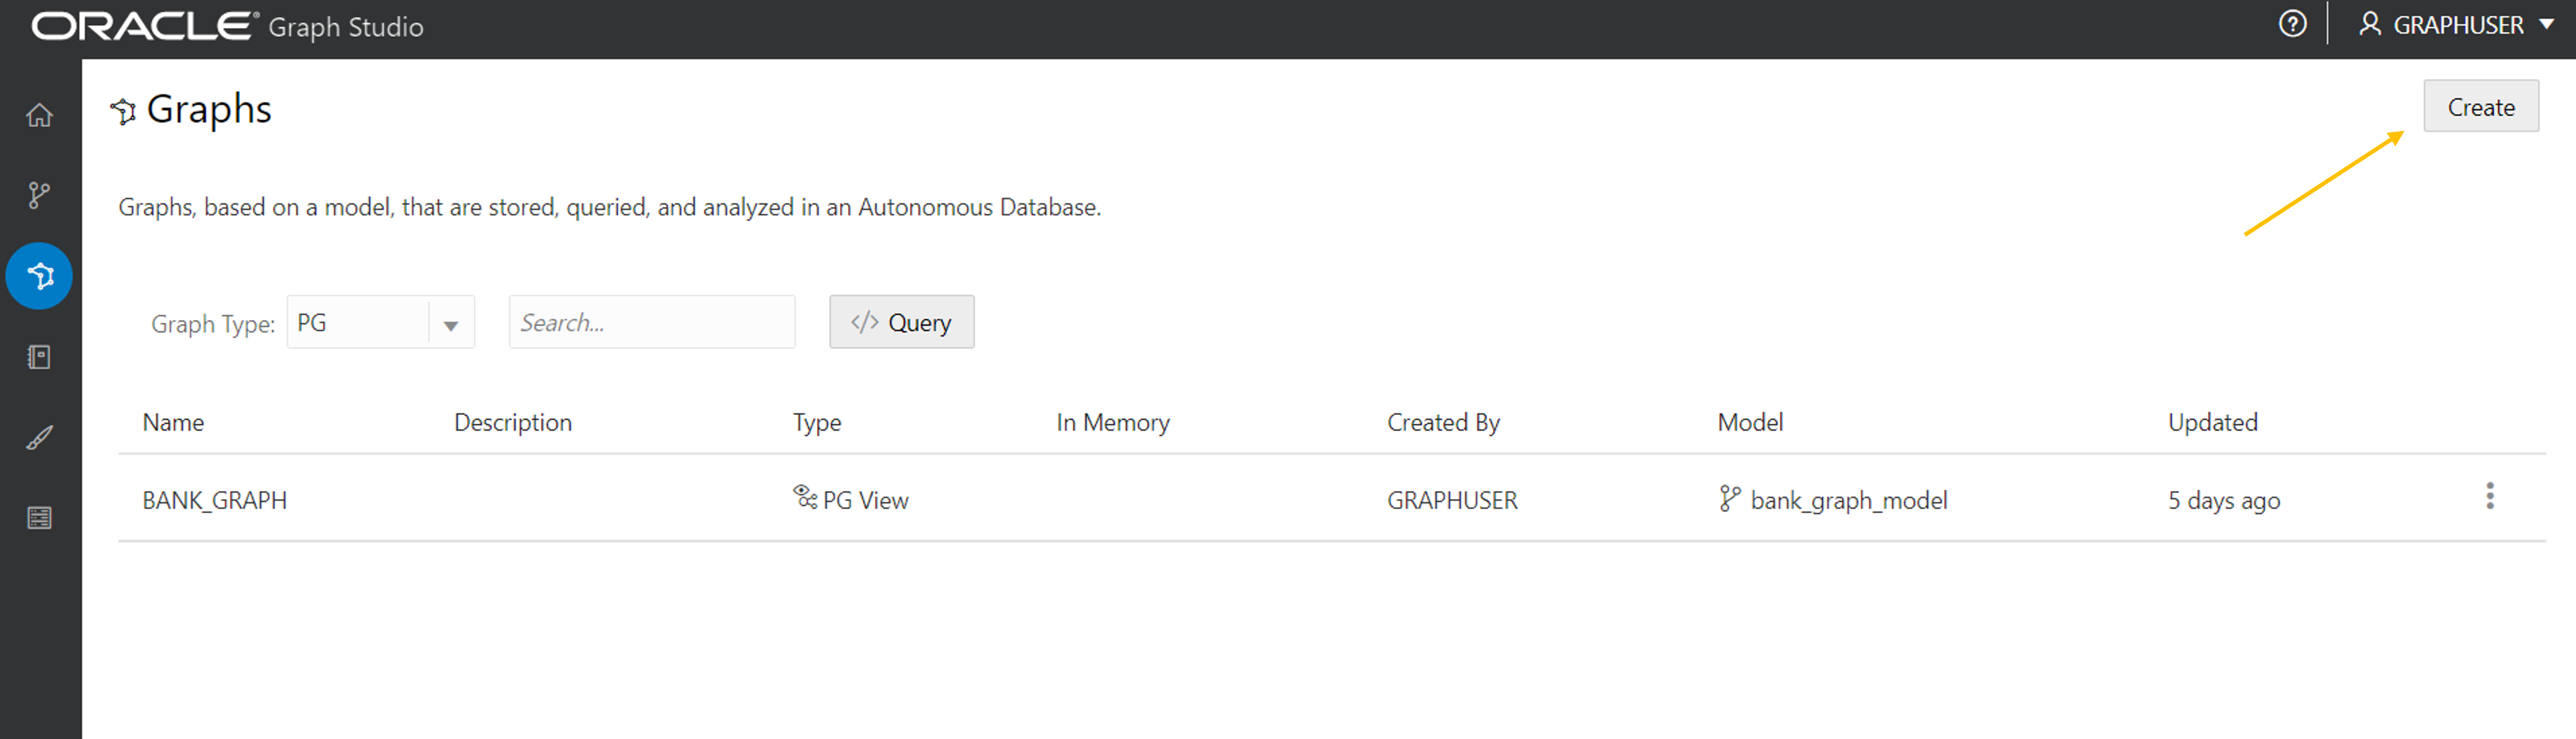 ORACLE® Graph Studio
GRAPHUSER
Graphs
Create
Graphs, based on a model, that are stored, queried, and analyzed in an Autonomous Database.
Graph Type: PG Search... </> Query
Name Description Type In Memory Created By Model Updated
BANK_GRAPH PG View GRAPHUSER bank_graph_model 5 days ago